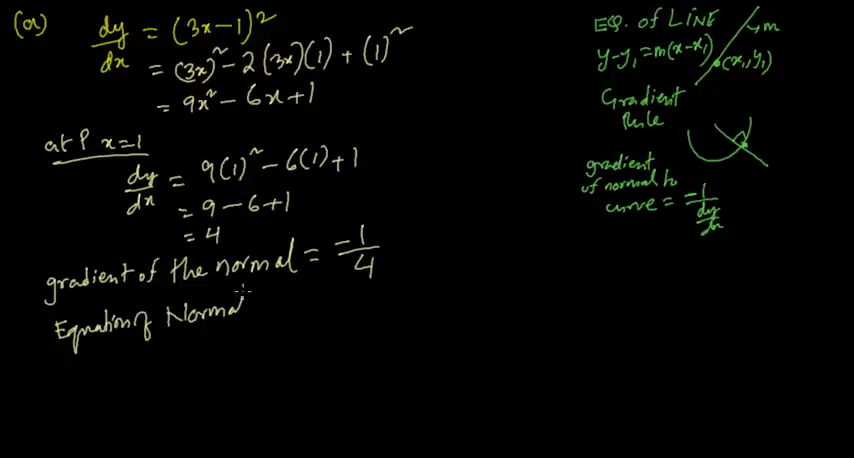 (a) dy/dx = (3x-1)²
= (3x)² - 2(3x)(1) + (1)²
= 9x² - 6x + 1
at P x=1
dy/dx = 9(1)² - 6(1) + 1
= 9 - 6 + 1
= 4
gradient of the normal = -1/4
Equation of Normal
EQ. of LINE
y-y₁ = m(x-x₁)
m
(x₁, y₁)
Gradient
Rule
gradient
of normal to
curve = -1/(dy/dx)